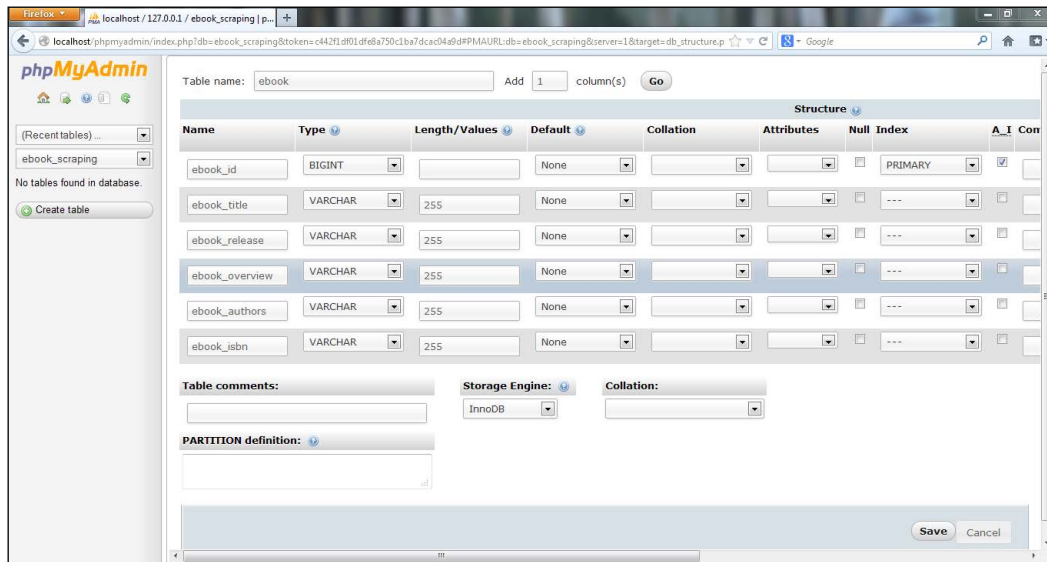 Firefox
localhost / 127.0.0.1 / ebook_scraping | p...
localhost/phpmyadmin/index.php?db=ebook_scraping&token=c442f1df01dfe8a750c1ba7dcac04a9d#PMAURL:db=ebook_scraping&server=1&target=db_structure.p
Google
phpMyAdmin
(Recent tables) ...
ebook_scraping
No tables found in database.
Create table
Table name: ebook Add 1 column(s) Go
Structure
Name Type Length/Values Default Collation Attributes Null Index A_I Com
ebook_id BIGINT None PRIMARY
ebook_title VARCHAR 255 None ---
ebook_release VARCHAR 255 None ---
ebook_overview VARCHAR 255 None ---
ebook_authors VARCHAR 255 None ---
ebook_isbn VARCHAR 255 None ---
Table comments: Storage Engine: Collation:
InnoDB
PARTITION definition:
Save Cancel